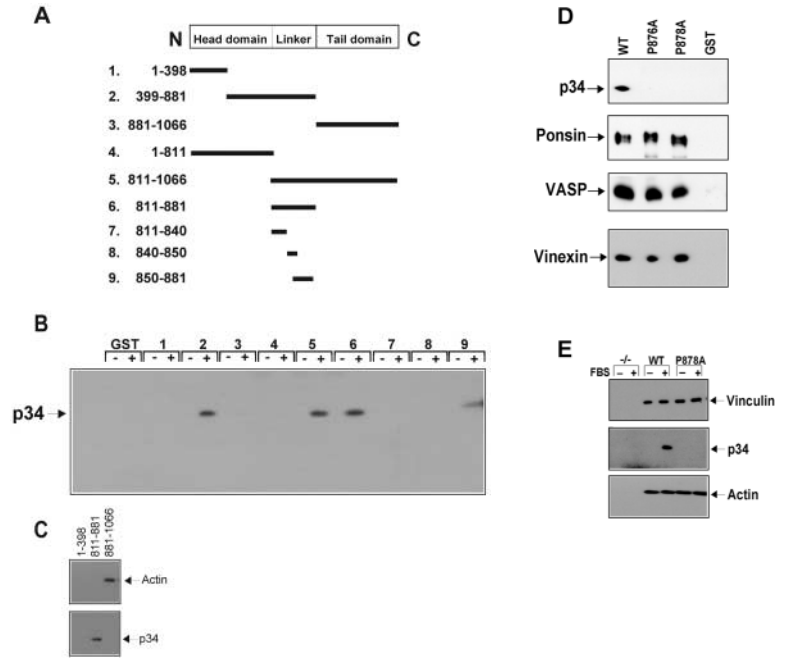 A
N Head domain Linker Tail domain C
1. 1-398
2. 399-881
3. 881-1066
4. 1-811
5. 811-1066
6. 811-881
7. 811-840
8. 840-850
9. 850-881
B
GST 1 2 3 4 5 6 7 8 9
- + - + - + - + - + - + - + - + - + - +
p34
C
1-398
811-881
881-1066
Actin
p34
D
WT P876A P878A GST
p34
Ponsin
VASP
Vinexin
E
-/- WT P878A
FBS − + − + − +
Vinculin
p34
Actin